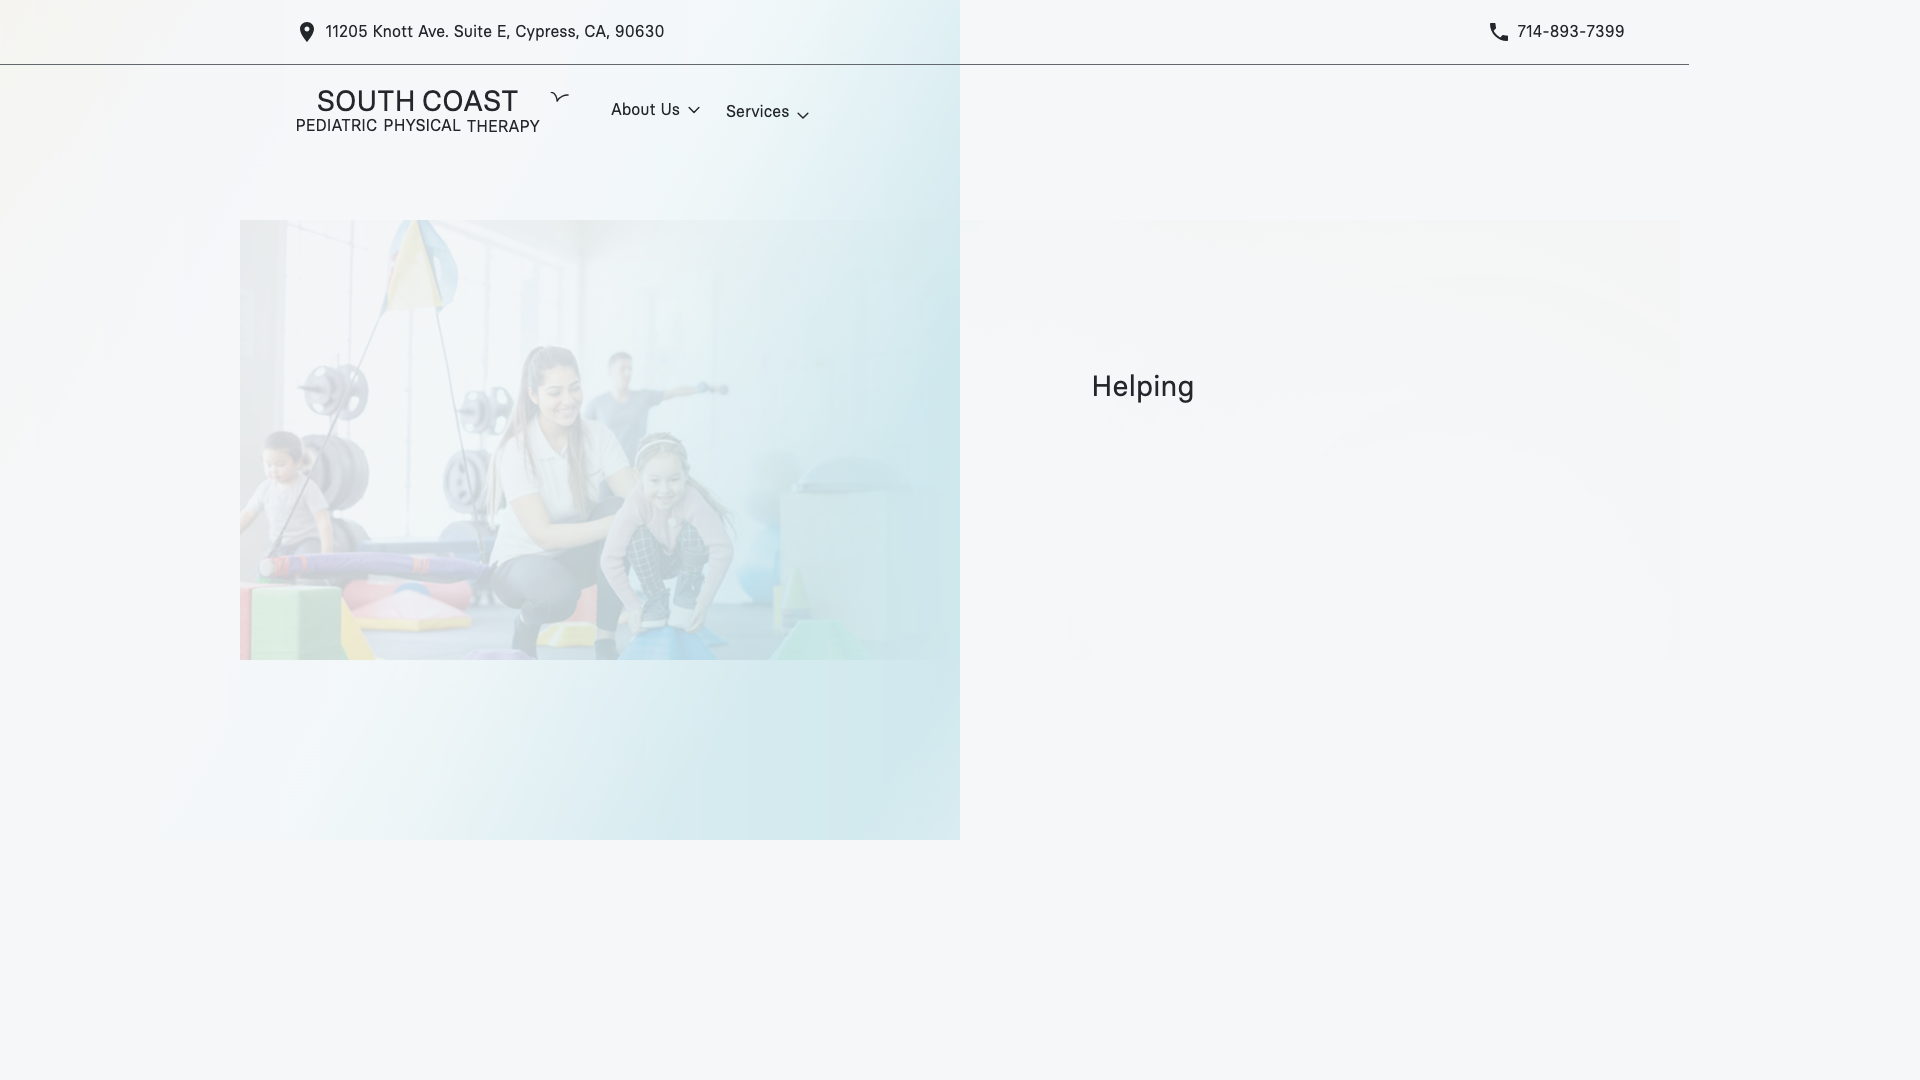 11205 Knott Ave. Suite E, Cypress, CA, 90630
714-893-7399
SOUTH COAST
PEDIATRIC PHYSICAL THERAPY
About Us
Services
Helping